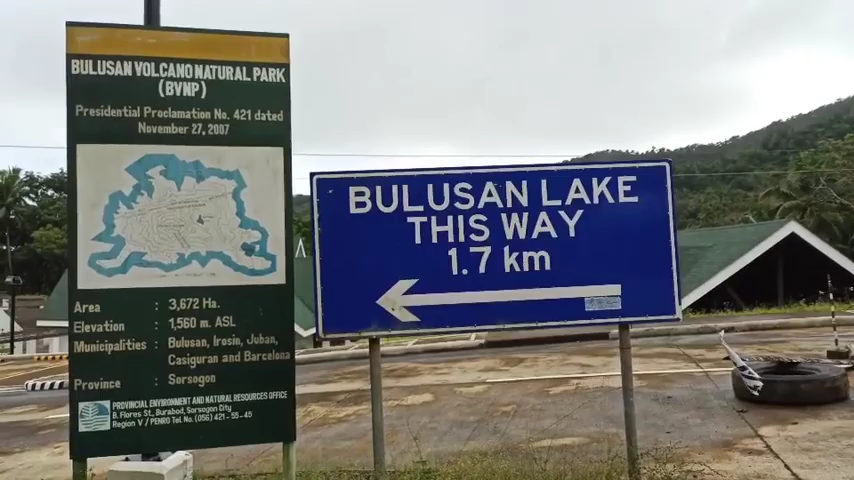 BULUSAN VOLCANO NATURAL PARK
(BVNP)
Presidential Proclamation No. 421 dated
November 27, 2007
Area : 3,672 Ha.
Elevation : 1,560 m. ASL
Municipalities : Bulusan, Irosin, Juban,
Casiguran and Barcelon
Province : Sorsogon
PROVINCIAL ENVIRONMENT AND NATURAL RESOURCES OFFICE
B. Flores St., Burabod, Sorsogon City
Region V / PENRO Tel No. (056) 421-55-45
BULUSAN LAKE
THIS WAY
1.7 km